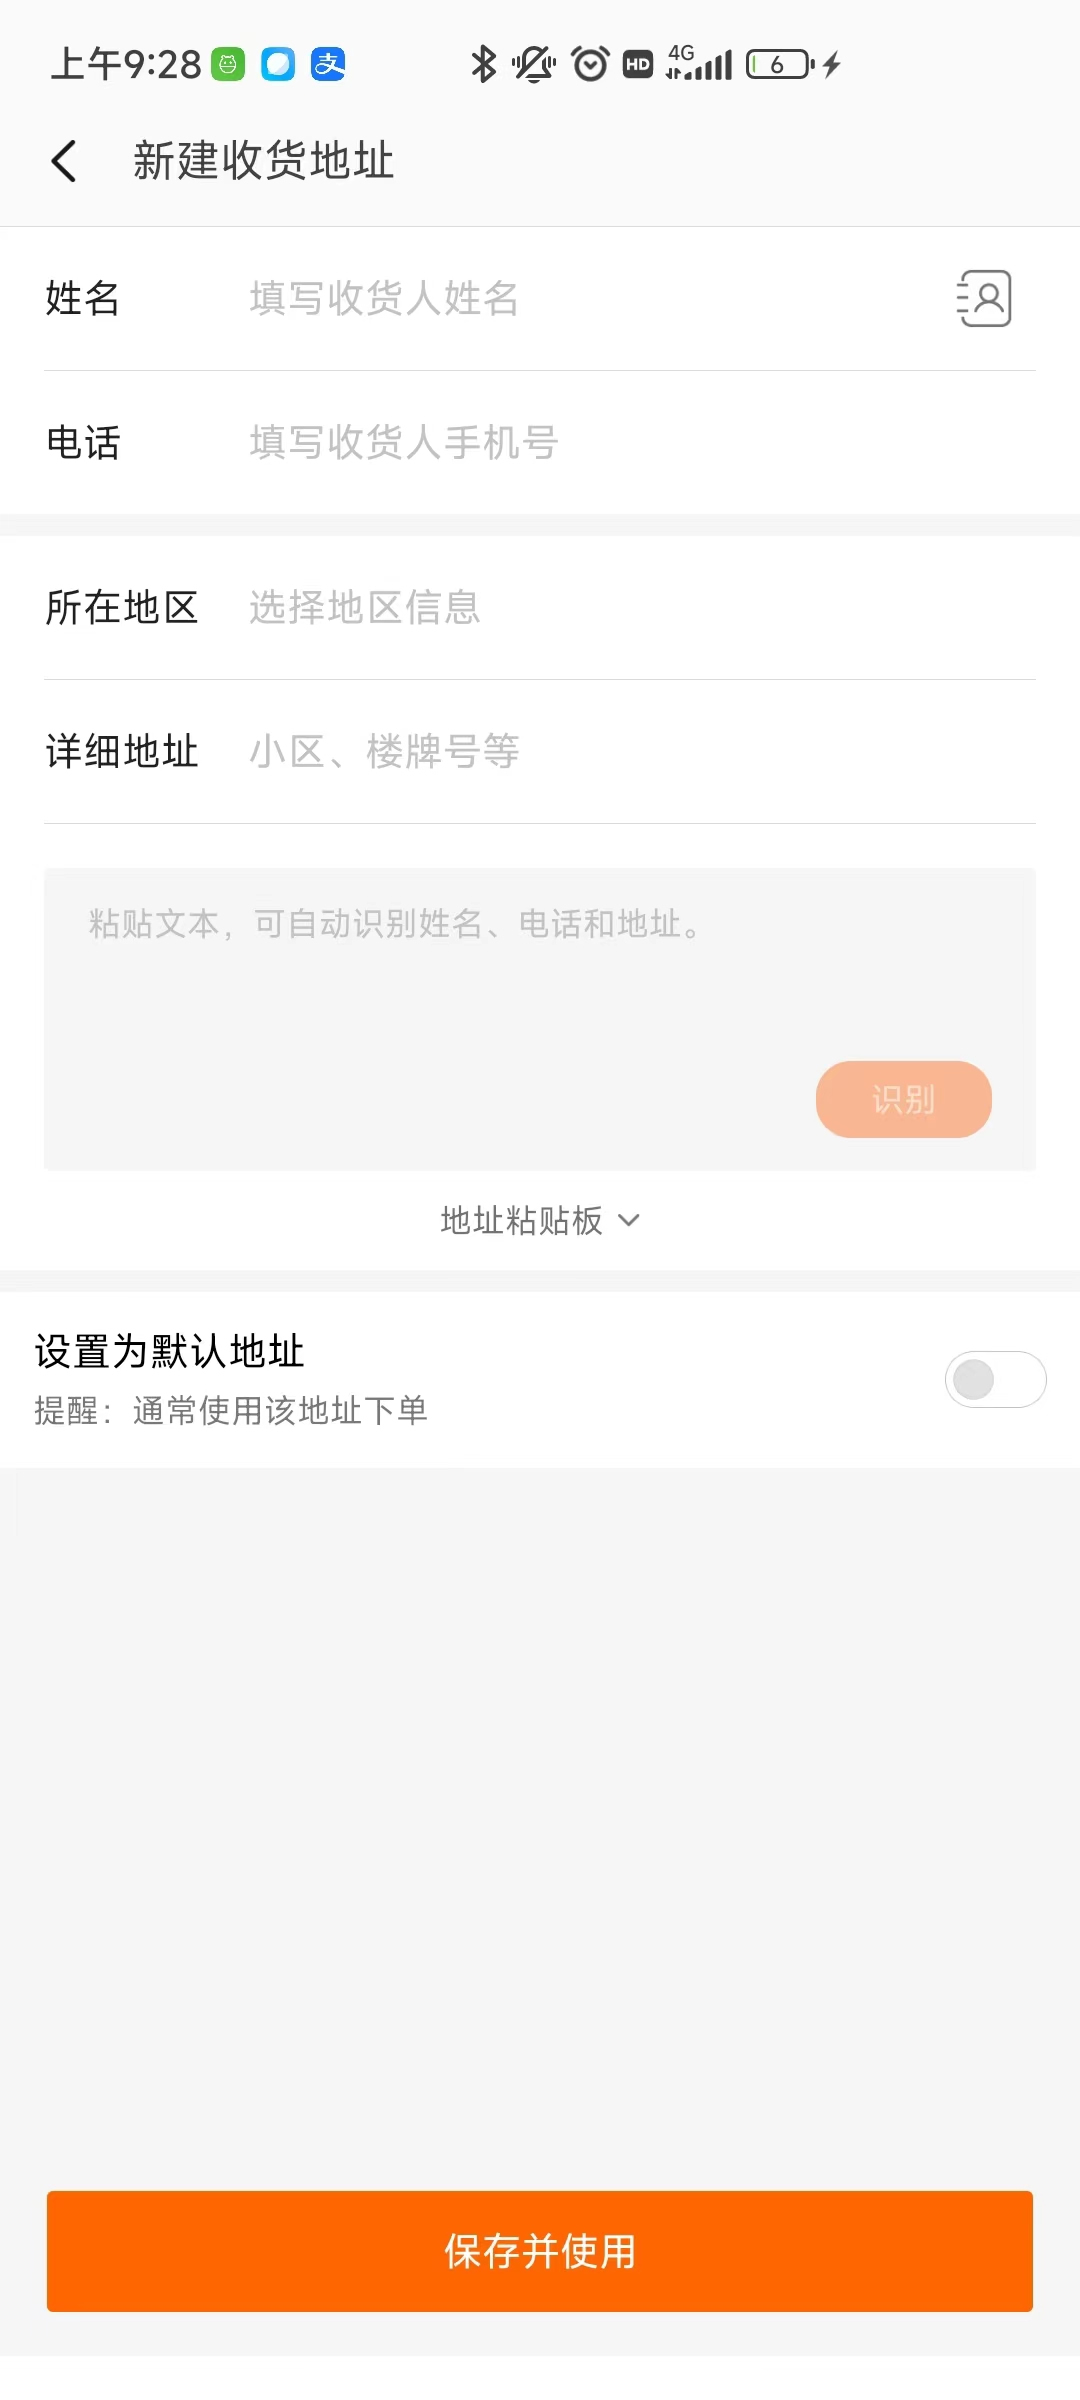 上午9:28 支 HD 4G 6
新建收货地址
姓名 填写收货人姓名
电话 填写收货人手机号
所在地区 选择地区信息
详细地址 小区、楼牌号等
粘贴文本，可自动识别姓名、电话和地址。
识别
地址粘贴板
设置为默认地址
提醒：通常使用该地址下单
保存并使用